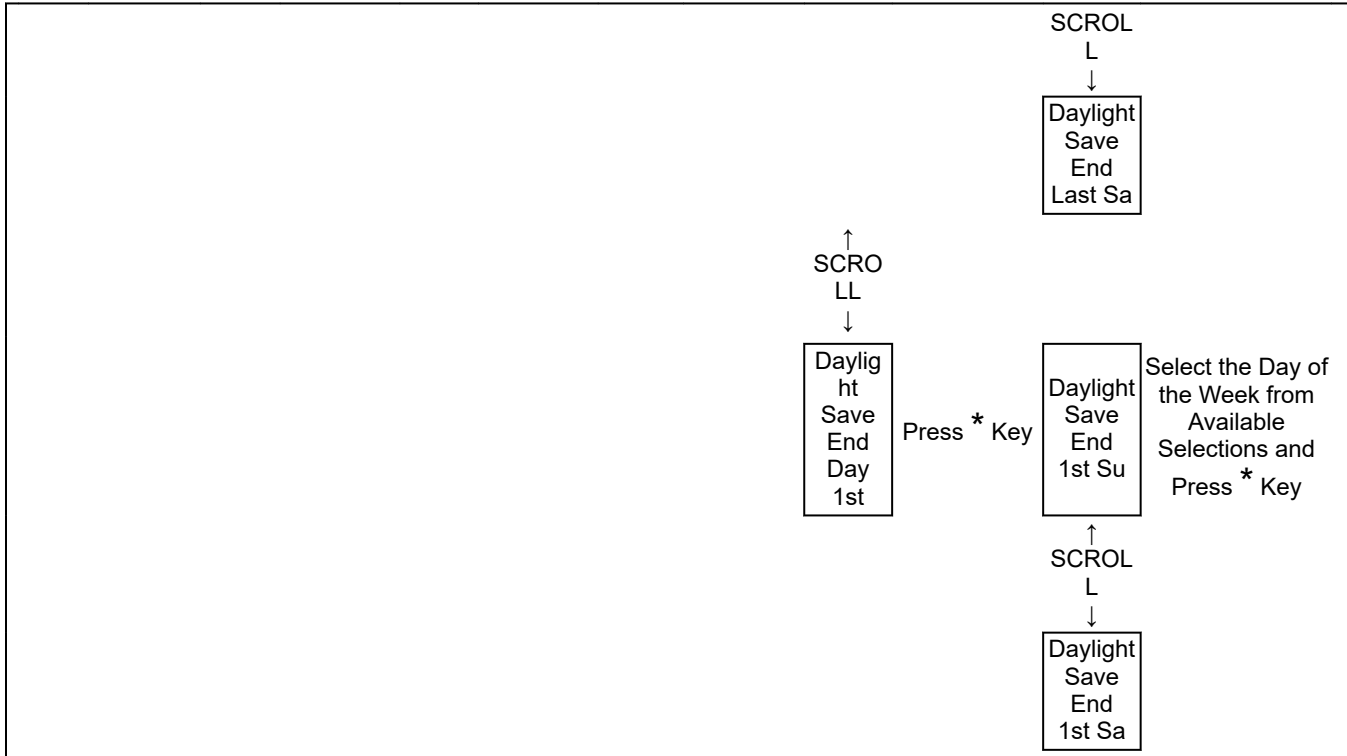 SCROL
L
↓
Daylight
Save
End
Last Sa
↑
SCRO
LL
↓
Dayligh
ht
Save
End
Day
1st
Press * Key
Daylight
Save
End
1st Su
Select the Day of
the Week from
Available
Selections and
Press * Key
↑
SCROL
L
↓
Daylight
Save
End
1st Sa